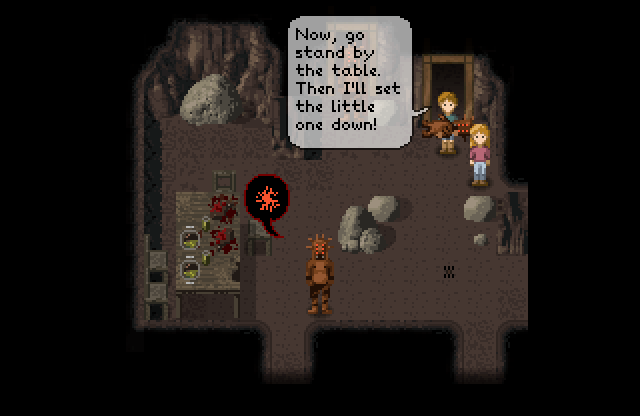 Now, go
stand by
the table.
Then I'll set
the little
one down!